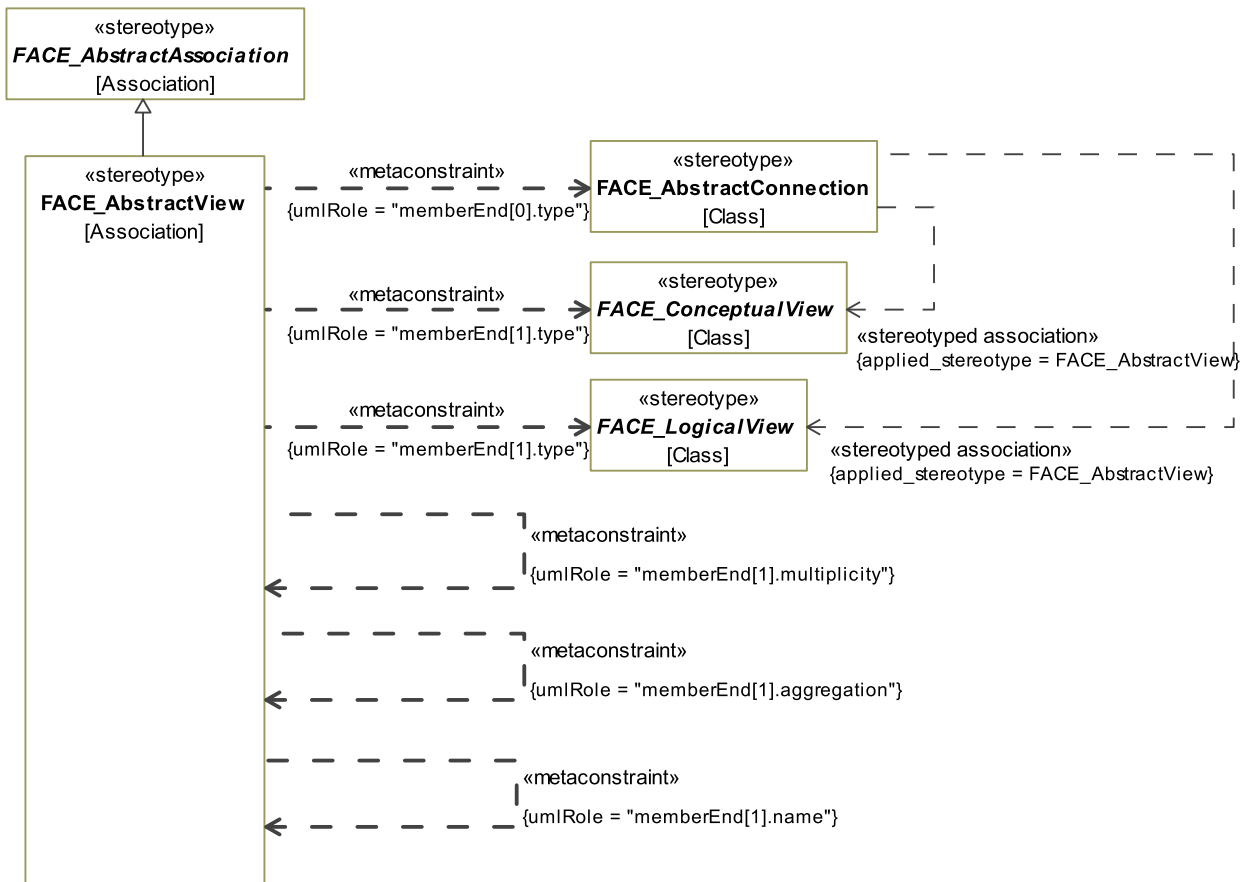 «stereotype»
FACE_AbstractAssociation
[Association]
«stereotype»
FACE_AbstractView
[Association]
«metaconstraint»
{umlRole = "memberEnd[0].type"}
«stereotype»
FACE_AbstractConnection
[Class]
«metaconstraint»
{umlRole = "memberEnd[1].type"}
«stereotype»
FACE_ConceptualView
[Class]
«stereotyped association»
{applied_stereotype = FACE_AbstractView}
«metaconstraint»
{umlRole = "memberEnd[1].type"}
«stereotype»
FACE_LogicalView
[Class]
«stereotyped association»
{applied_stereotype = FACE_AbstractView}
«metaconstraint»
{umlRole = "memberEnd[1].multiplicity"}
«metaconstraint»
{umlRole = "memberEnd[1].aggregation"}
«metaconstraint»
{umlRole = "memberEnd[1].name"}